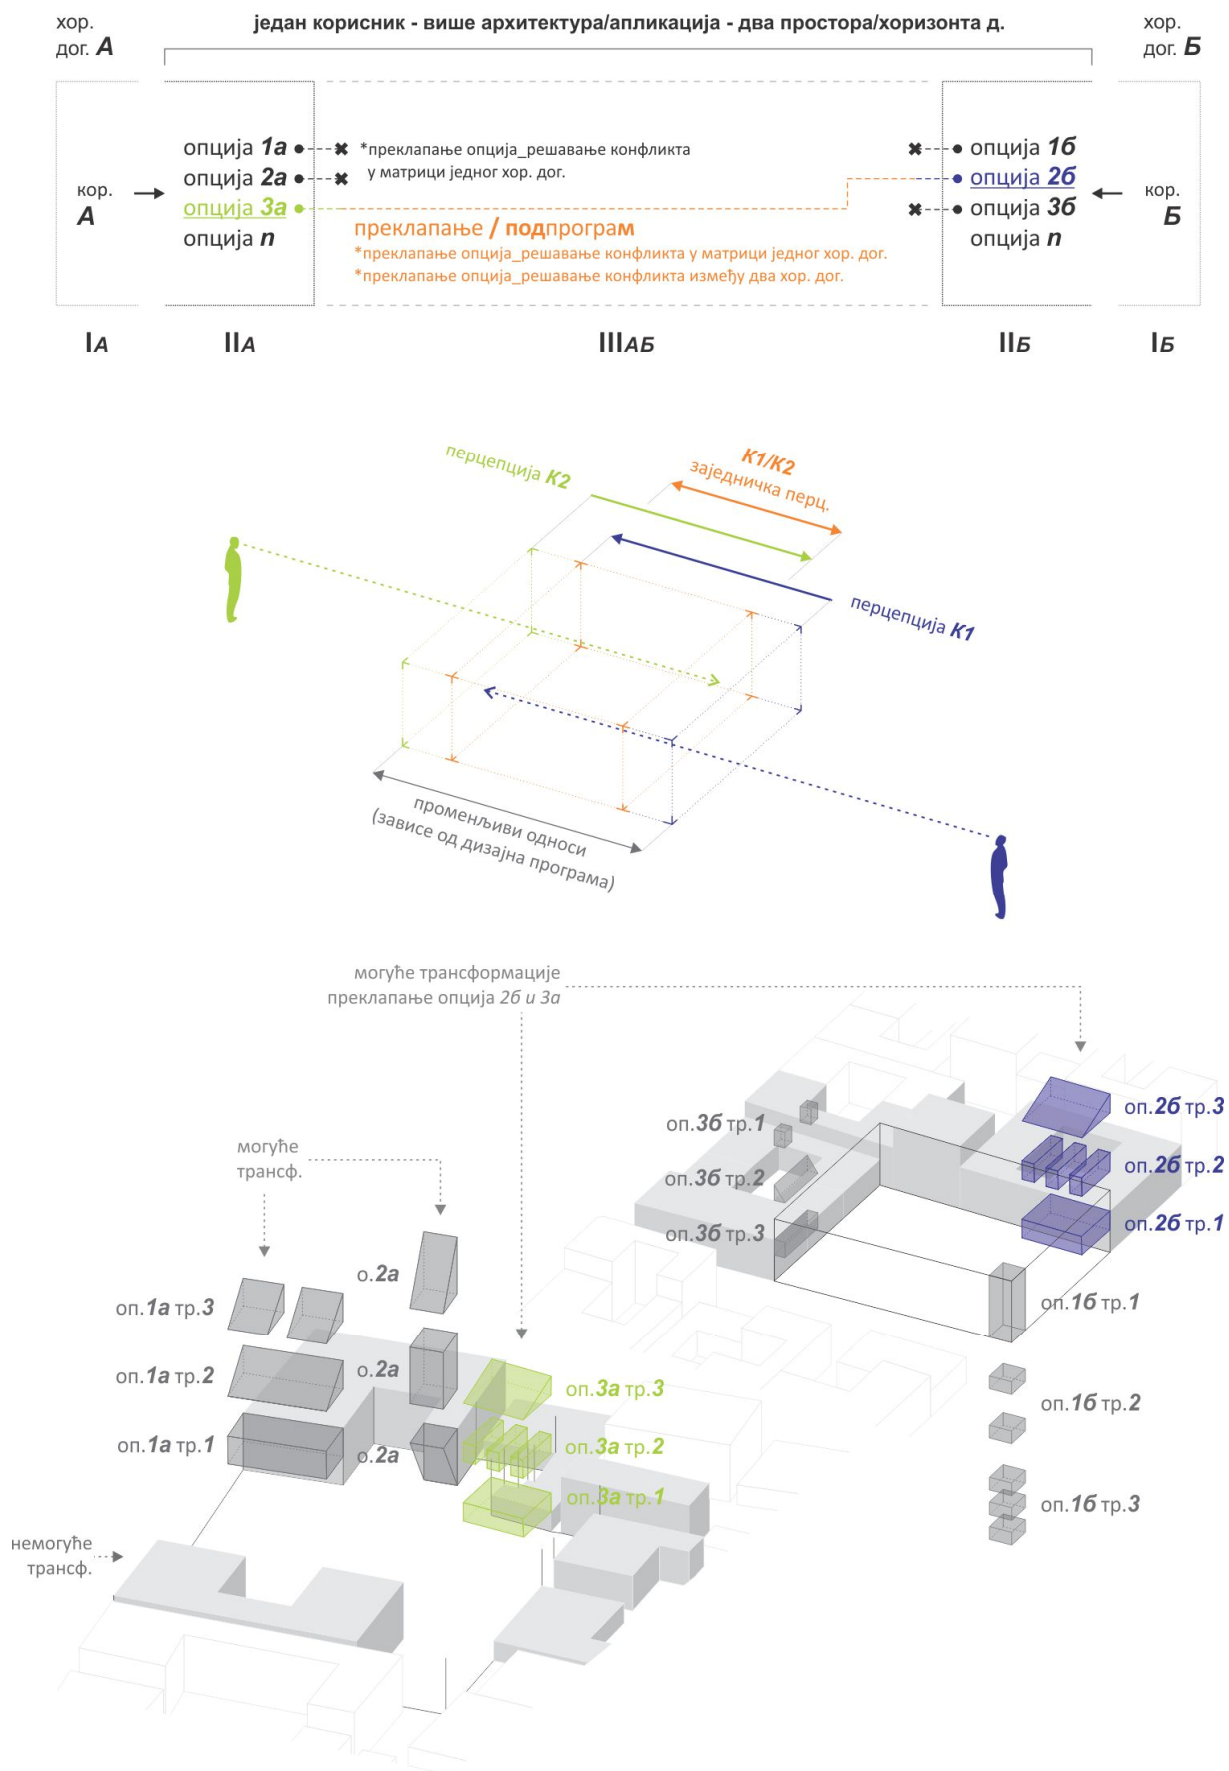 хор.
дог. А
један корисник - више архитектура/апликација - два простора/хоризонта д.
хор.
дог. Б
кор.
А
опција 1а
опција 2а
опција 3а
опција n
*преклапање опција_решавање конфликта
у матрици једног хор. дог.
преклапање / подпрограм
*преклапање опција_решавање конфликта у матрици једног хор. дог.
*преклапање опција_решавање конфликта између два хор. дог.
опција 1б
опција 2б
опција 3б
опција n
кор.
Б
IА
IIА
IIIАБ
IIБ
IБ
перцепција К2
К1/К2
заједничка перц.
перцепција К1
променљиви односи
(зависе од дизајна програма)
могуће трансформације
преклапање опција 2б и 3а
оп.3б тр.1
оп.3б тр.2
оп.3б тр.3
оп.2б тр.3
оп.2б тр.2
оп.2б тр.1
оп.1б тр.1
оп.1б тр.2
оп.1б тр.3
могуће
трансф.
о.2а
о.2а
о.2а
оп.1а тр.3
оп.1а тр.2
оп.1а тр.1
оп.3а тр.3
оп.3а тр.2
оп.3а тр.1
немогуће
трансф.